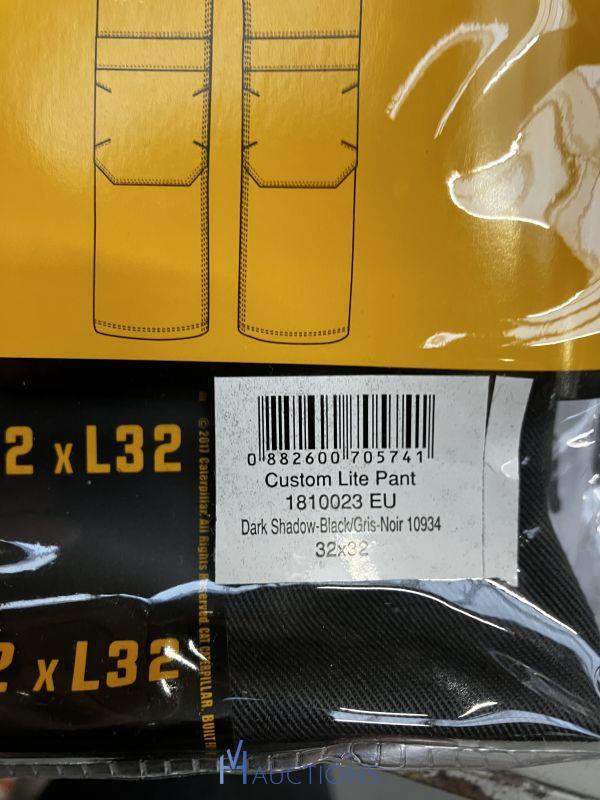 2 x L32
© 2017 Caterpillar. All Rights Reserved. CAT, CATERPILLAR, BUILT
0 882600 705741
Custom Lite Pant
1810023 EU
Dark Shadow-Black/Gris-Noir 10934
32x32
2 x L32
AUCTIONS